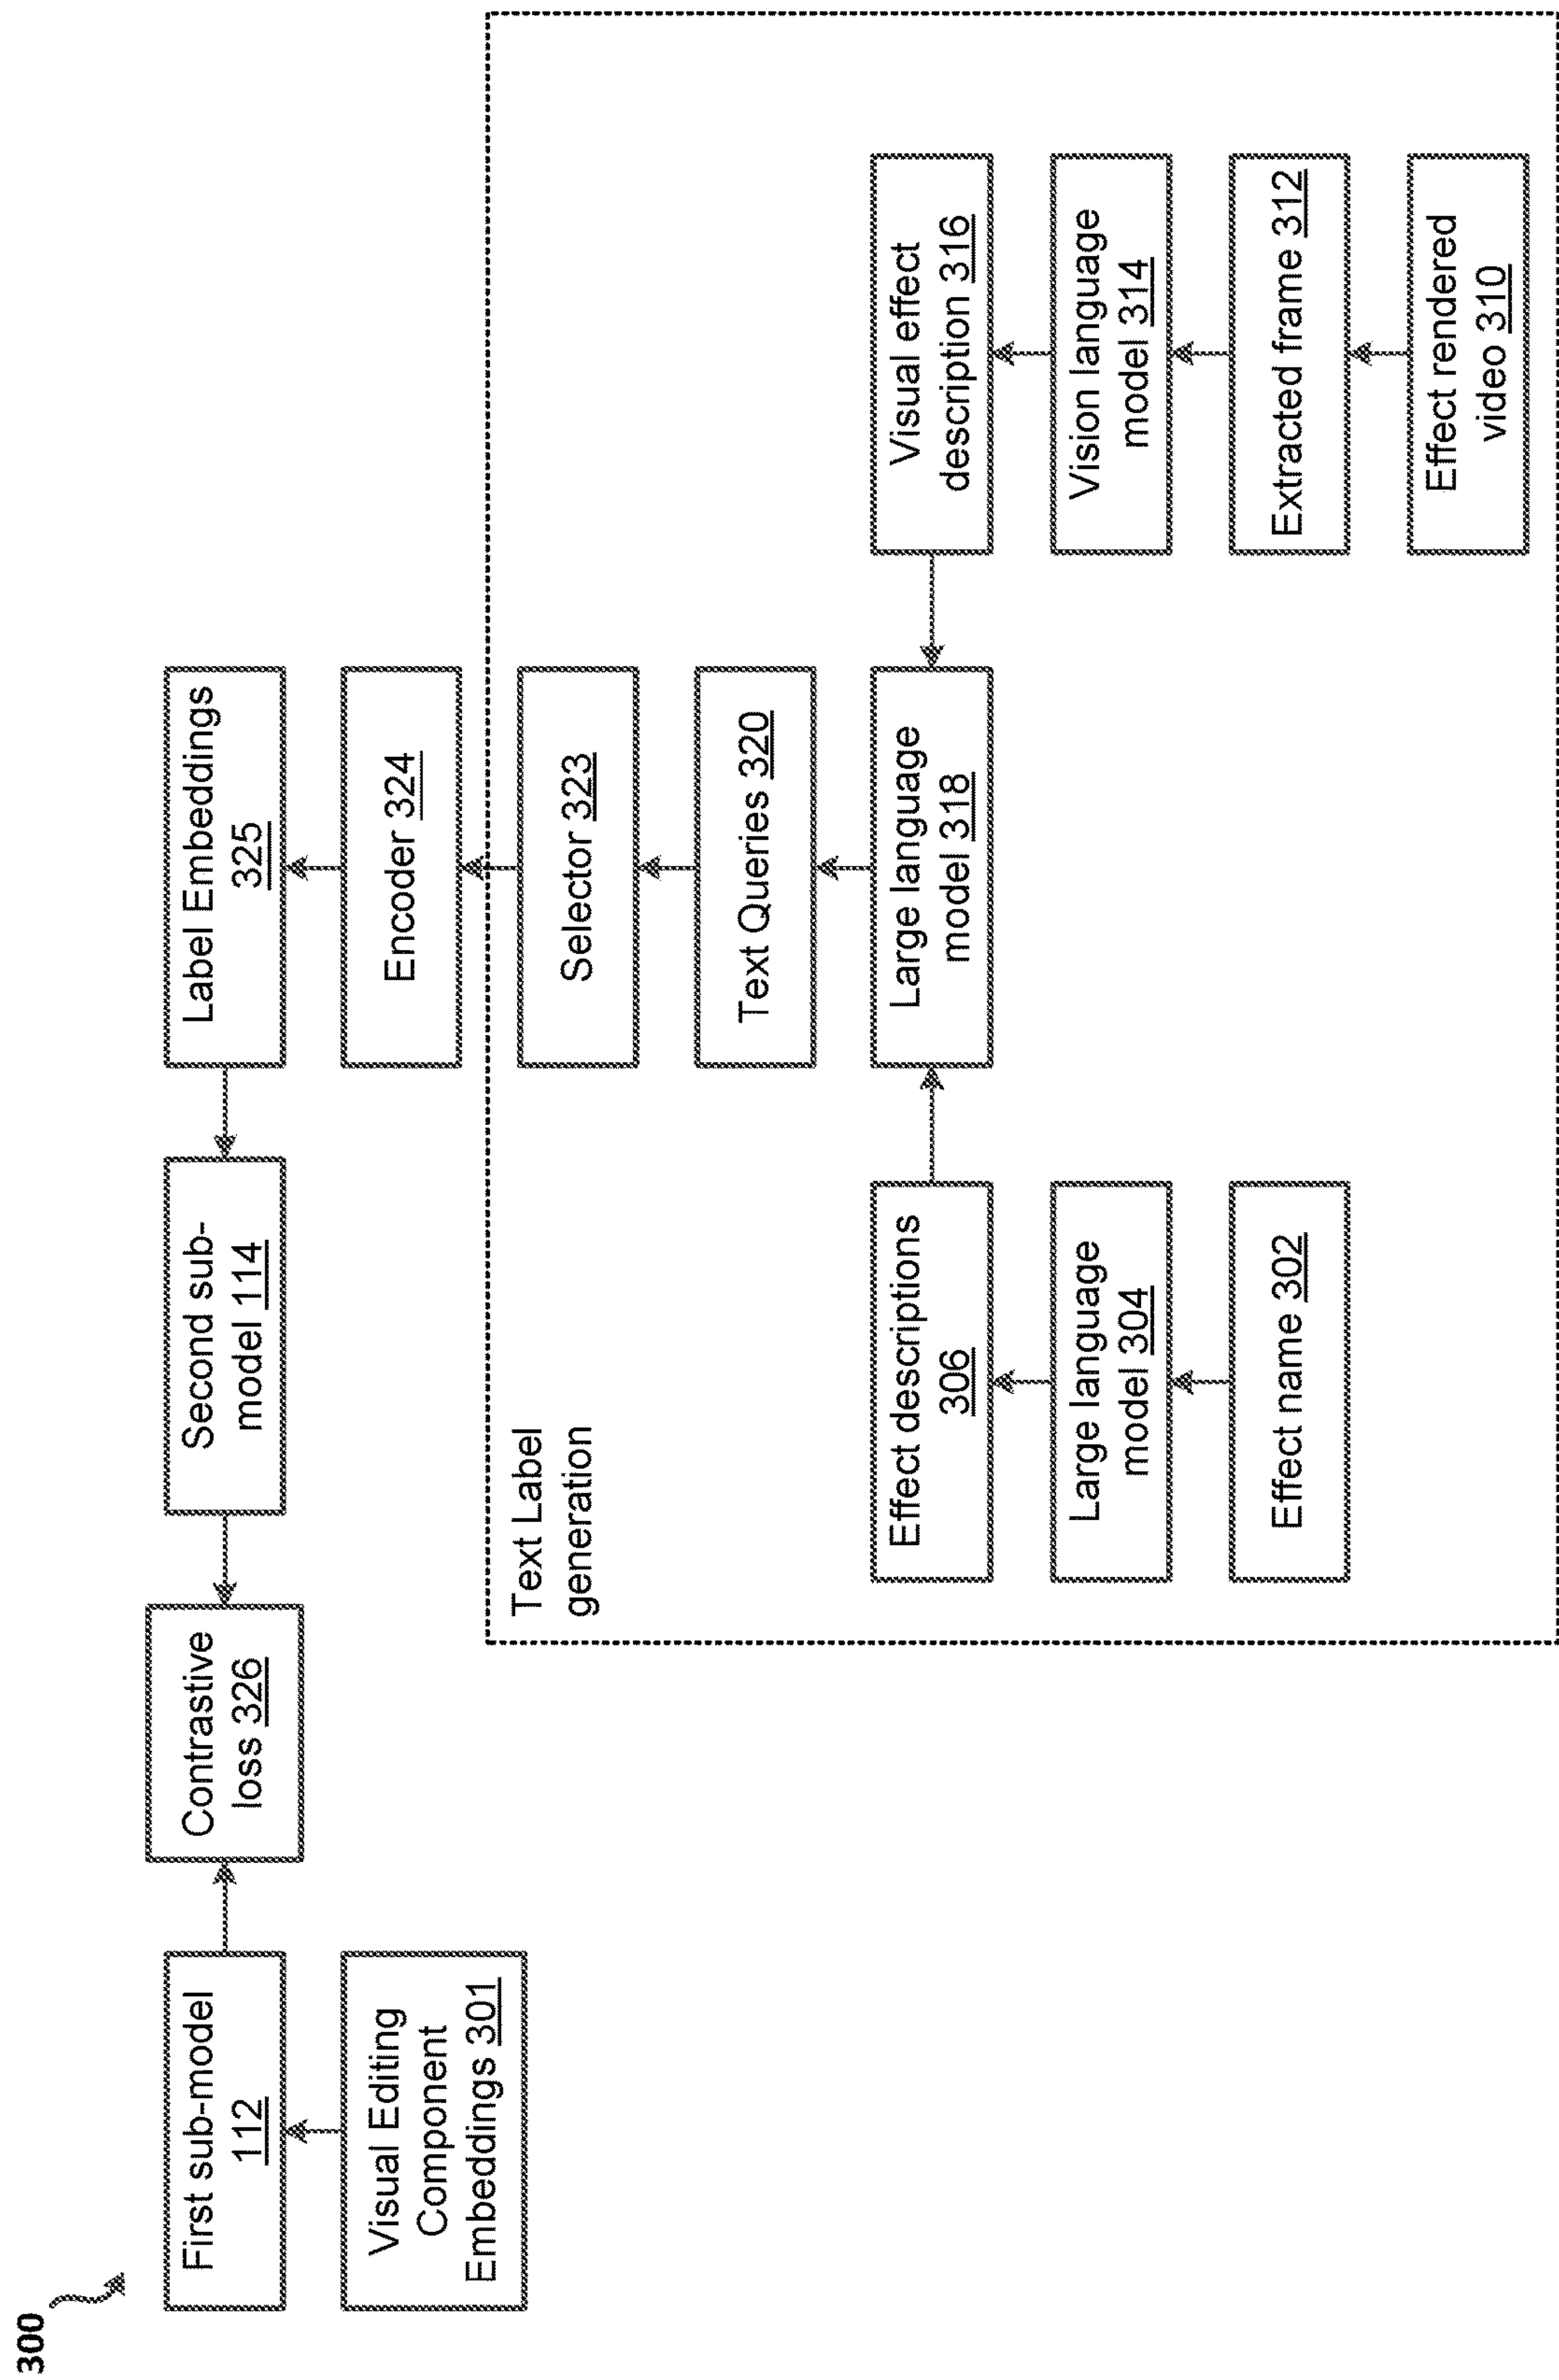 300
First sub-model
112
Visual Editing
Component
Embeddings 301
Contrastive
loss 326
Second sub-
model 114
Label Embeddings
325
Encoder 324
Text Label
generation
Selector 323
Text Queries 320
Effect descriptions
306
Large language
model 318
Visual effect
description 316
Large language
model 304
Vision language
model 314
Effect name 302
Extracted frame 312
Effect rendered
video 310